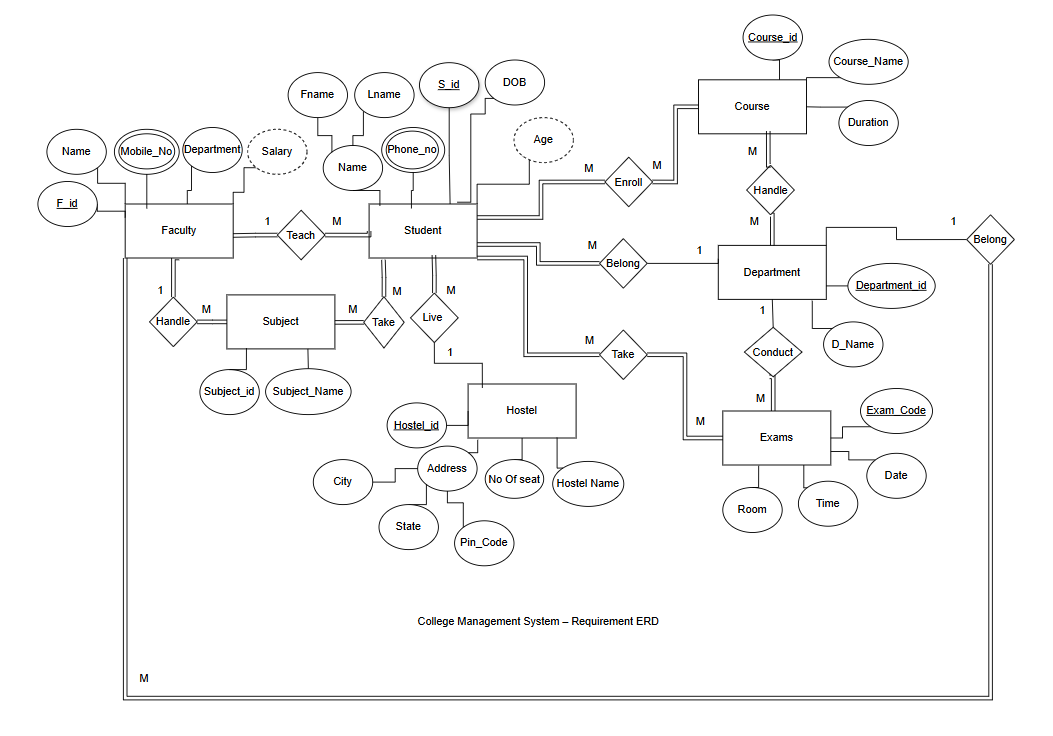 Course_id
Course_Name
Fname
Lname
S_id
DOB
Course
Duration
Name
Mobile_No
Department
Salary
Name
Phone_no
Age
M
Enroll
M
M
F_id
Handle
Faculty
1
Teach
M
Student
M
Belong
1
M
1
Belong
Department
Department_id
1
M
M
M
1
Handle
M
Subject
M
Take
Live
1
M
Take
Conduct
D_Name
Subject_id
Subject_Name
M
M
Hostel
Exams
Exam_Code
Hostel_id
Address
City
No Of seat
Hostel Name
Date
Room
Time
State
Pin_Code
College Management System – Requirement ERD
M